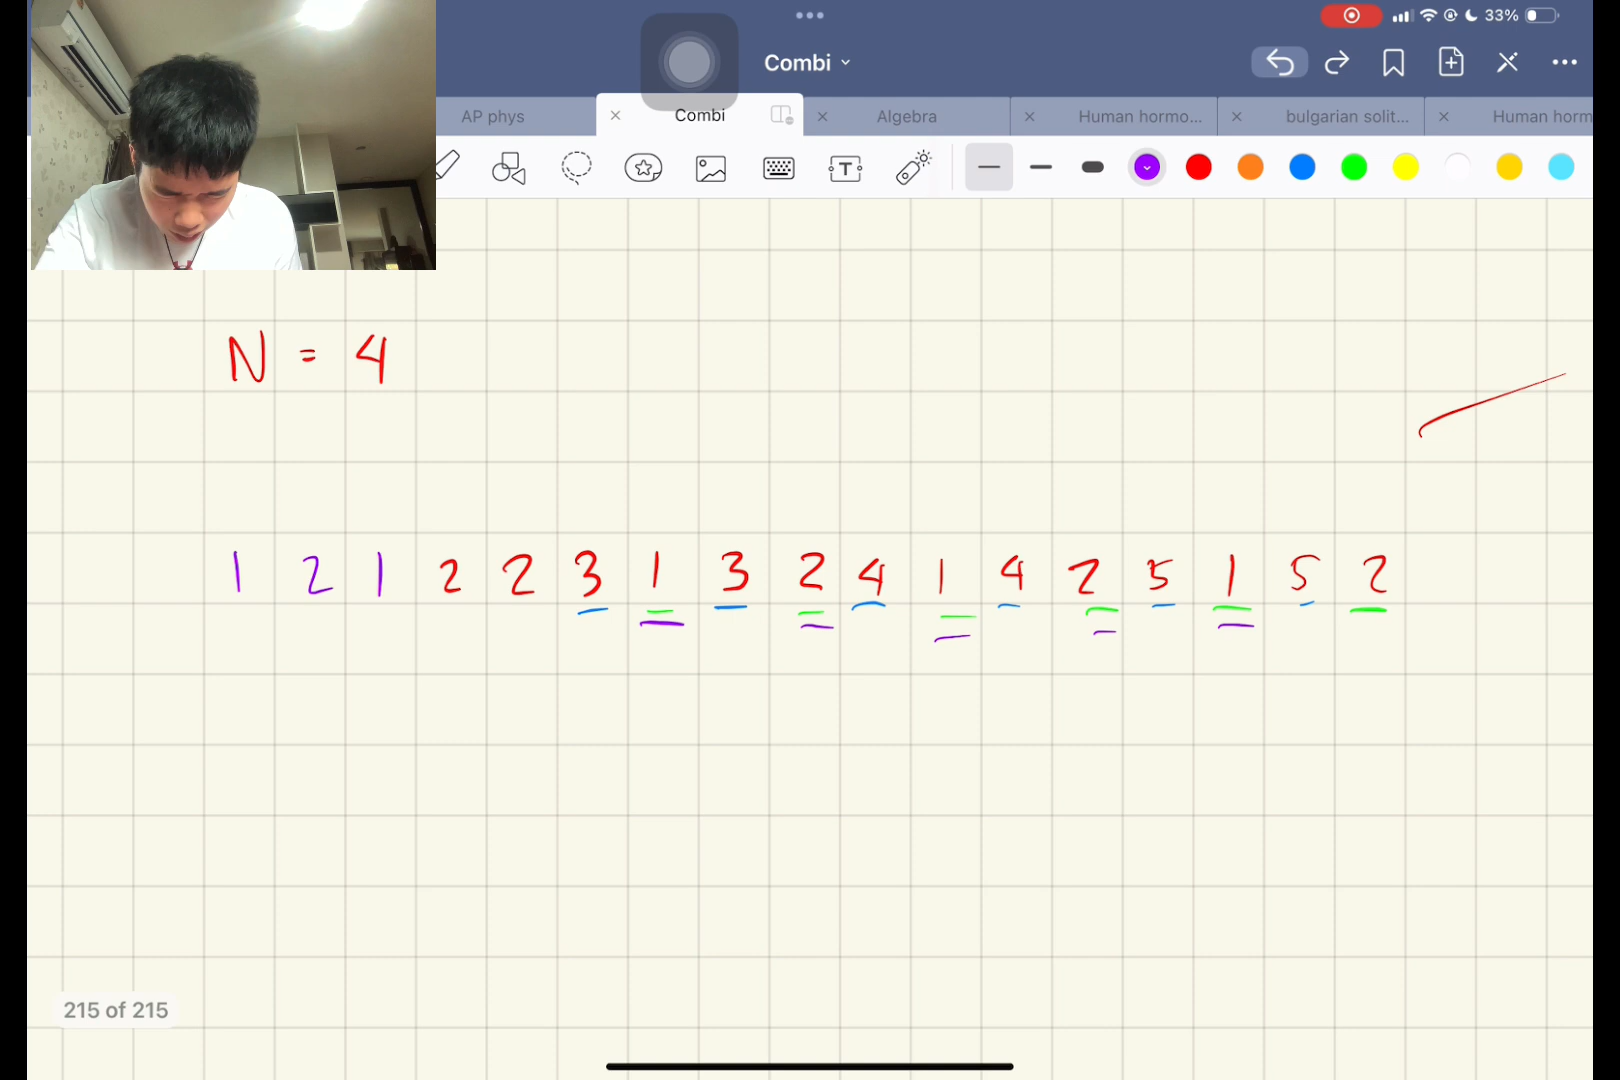 33%
Combi
AP phys
Combi
Algebra
Human hormo...
bulgarian solit...
Human horm
T
N = 4
1 2 1 2 2 3 1 3 2 4 1 4 2 5 1 5 2
215 of 215